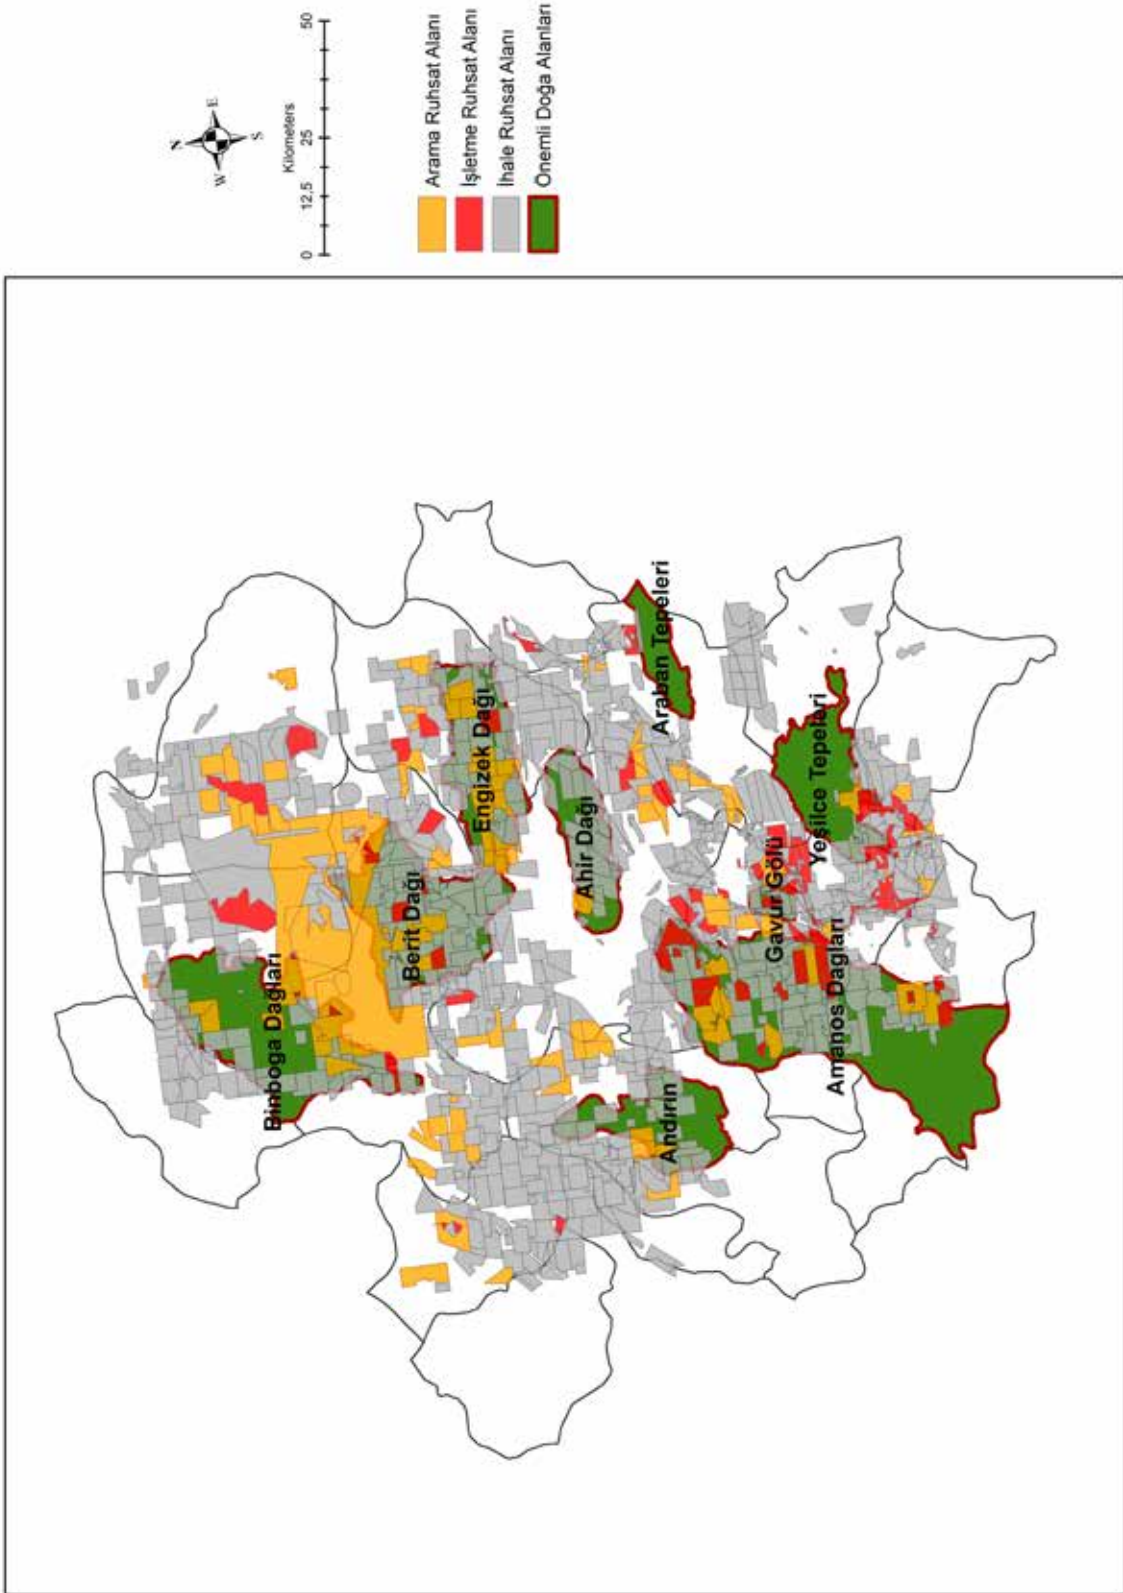 N
W
E
S
Kilometers
0 12,5 25 50
Arama Ruhsat Alanı
İşletme Ruhsat Alanı
İhale Ruhsat Alanı
Önemli Doğa Alanları
Binboga Dağları
Berit Dağı
Engizek Dağı
Ahir Dağı
Araban Tepeleri
Andırın
Gavur Gölü
Yeşilce Tepeleri
Amanos Dağları